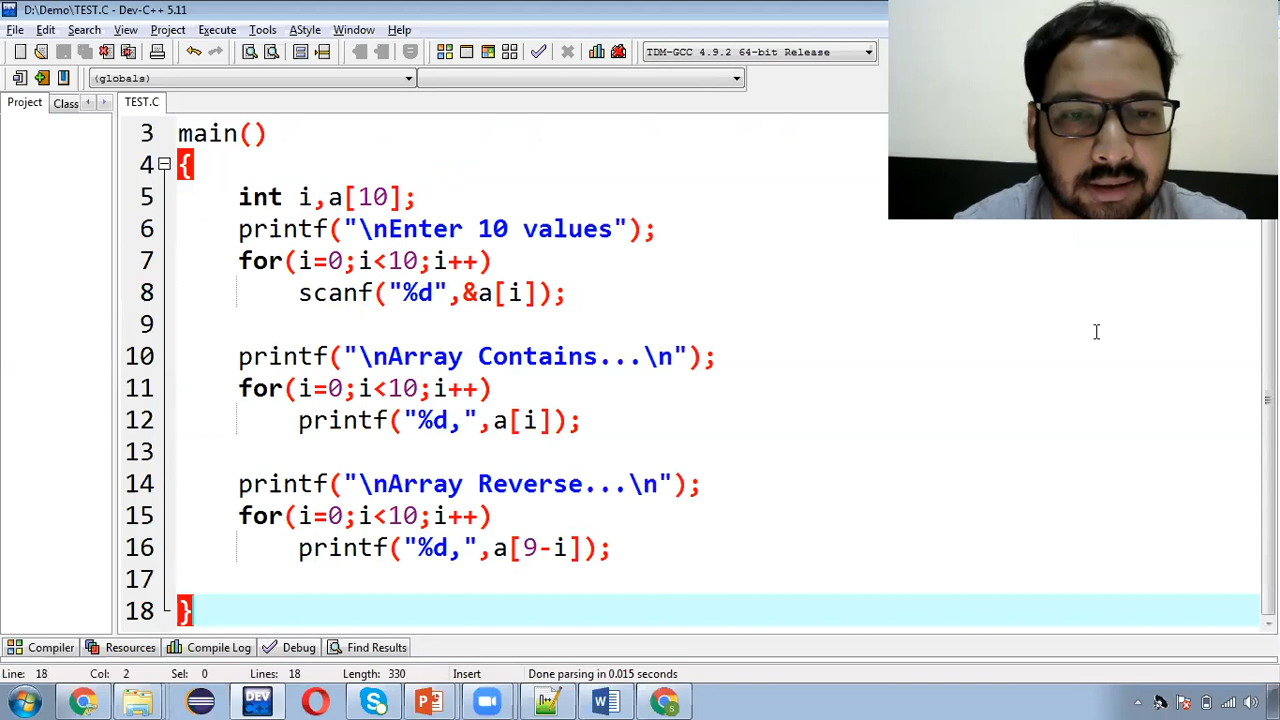 D:\Demo\TEST.C - Dev-C++ 5.11
File Edit Search View Project Execute Tools AStyle Window Help
TDM-GCC 4.9.2 64-bit Release
(globals)
Project Class TEST.C
3 main()
4 {
5 int i,a[10];
6 printf("\nEnter 10 values");
7 for(i=0;i<10;i++)
8 scanf("%d",&a[i]);
9
10 printf("\nArray Contains...\n");
11 for(i=0;i<10;i++)
12 printf("%d,",a[i]);
13
14 printf("\nArray Reverse...\n");
15 for(i=0;i<10;i++)
16 printf("%d,",a[9-i]);
17
18 }
Compiler Resources Compile Log Debug Find Results
Line: 18 Col: 2 Sel: 0 Lines: 18 Length: 330 Insert Done parsing in 0.015 seconds
DEV